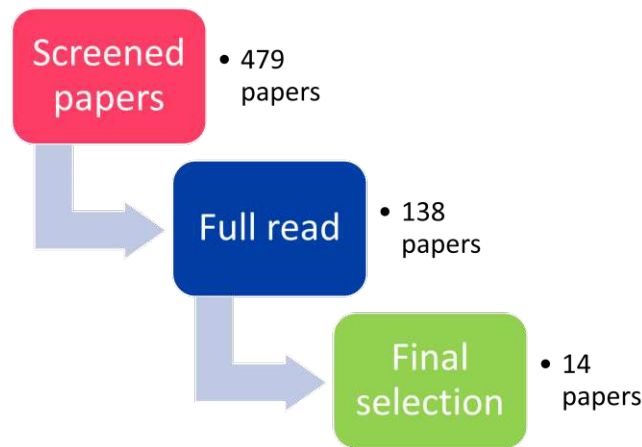 Screened
papers
• 479
papers
Full read
• 138
papers
Final
selection
• 14
papers